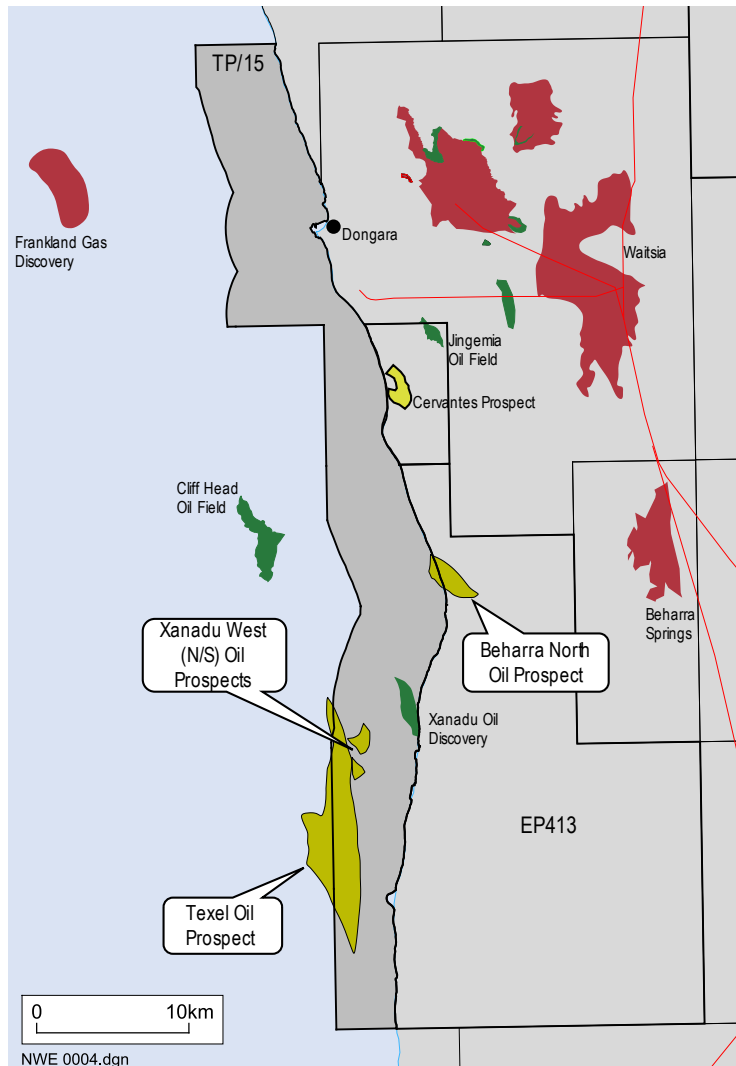 TP/15
Frankland Gas
Discovery
Dongara
Waitsia
Jingemia
Oil Field
Cervantes Prospect
Cliff Head
Oil Field
Beharra
Springs
Xanadu West
(N/S) Oil
Prospects
Beharra North
Oil Prospect
Xanadu Oil
Discovery
EP413
Texel Oil
Prospect
0 10km
NWE 0004.dgn